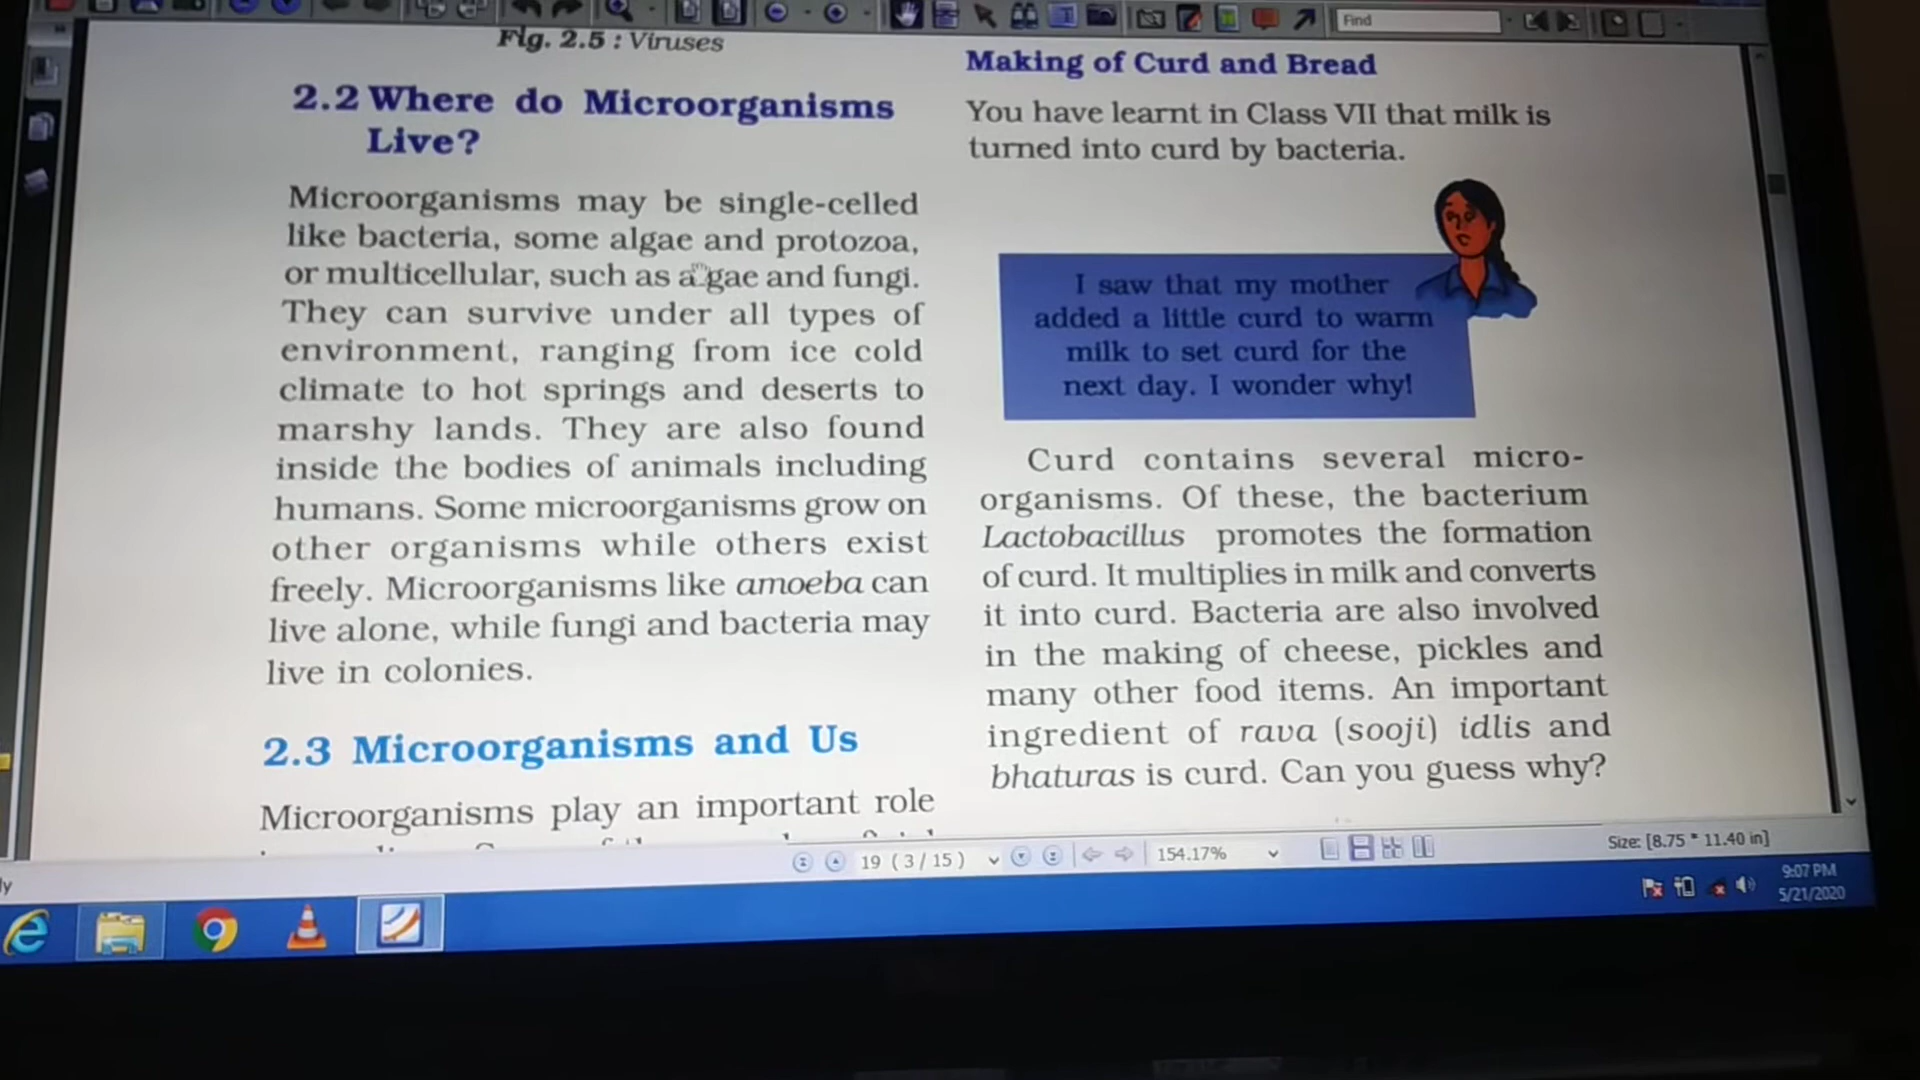 Find
Fig. 2.5 : Viruses
2.2 Where do Microorganisms
Live?
Microorganisms may be single-celled
like bacteria, some algae and protozoa,
or multicellular, such as algae and fungi.
They can survive under all types of
environment, ranging from ice cold
climate to hot springs and deserts to
marshy lands. They are also found
inside the bodies of animals including
humans. Some microorganisms grow on
other organisms while others exist
freely. Microorganisms like amoeba can
live alone, while fungi and bacteria may
live in colonies.
2.3 Microorganisms and Us
Microorganisms play an important role
Making of Curd and Bread
You have learnt in Class VII that milk is
turned into curd by bacteria.
I saw that my mother
added a little curd to warm
milk to set curd for the
next day. I wonder why!
Curd contains several micro-
organisms. Of these, the bacterium
Lactobacillus promotes the formation
of curd. It multiplies in milk and converts
it into curd. Bacteria are also involved
in the making of cheese, pickles and
many other food items. An important
ingredient of rava (sooji) idlis and
bhaturas is curd. Can you guess why?
19 ( 3 / 15 )
154.17%
Size: [8.75 * 11.40 in]
9:07 PM
5/21/2020